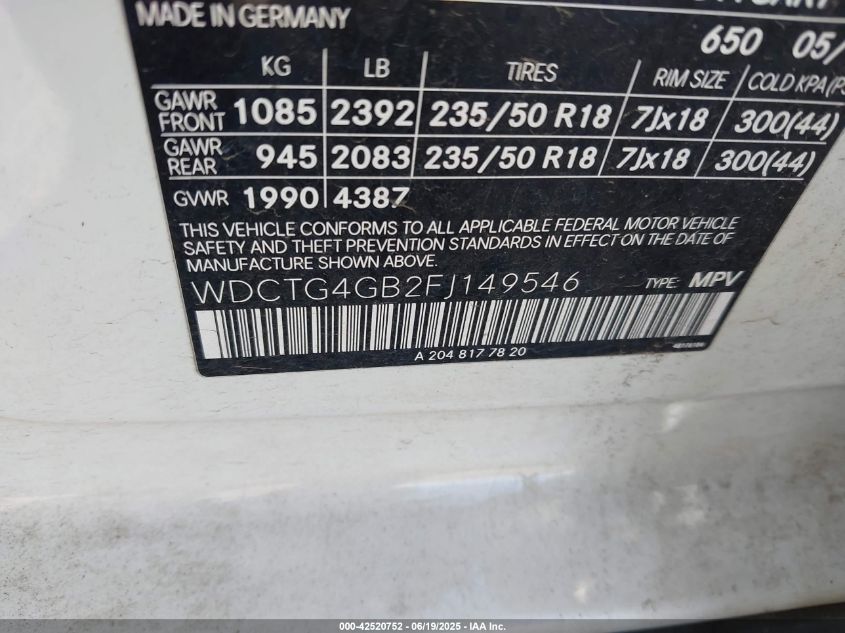 MADE IN GERMANY
650 05/
KG LB TIRES RIM SIZE COLD KPA(P
GAWR FRONT 1085 2392 235/50 R18 7Jx18 300(44)
GAWR REAR 945 2083 235/50 R18 7Jx18 300(44)
GVWR 1990 4387
THIS VEHICLE CONFORMS TO ALL APPLICABLE FEDERAL MOTOR VEHICLE
SAFETY AND THEFT PREVENTION STANDARDS IN EFFECT ON THE DATE OF
MANUFACTURE SHOWN ABOVE.
WDCTG4GB2FJ149546 TYPE: MPV
A 204 817 78 20
000-42520752 - 06/19/2025 - IAA Inc.